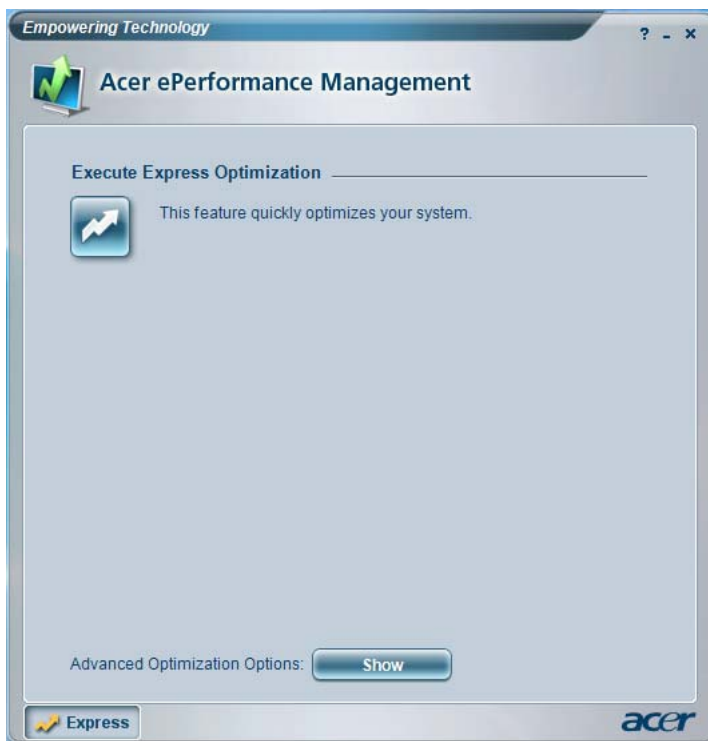 Empowering Technology
? - ×
Acer ePerformance Management
Execute Express Optimization
This feature quickly optimizes your system.
Advanced Optimization Options: Show
Express
acer